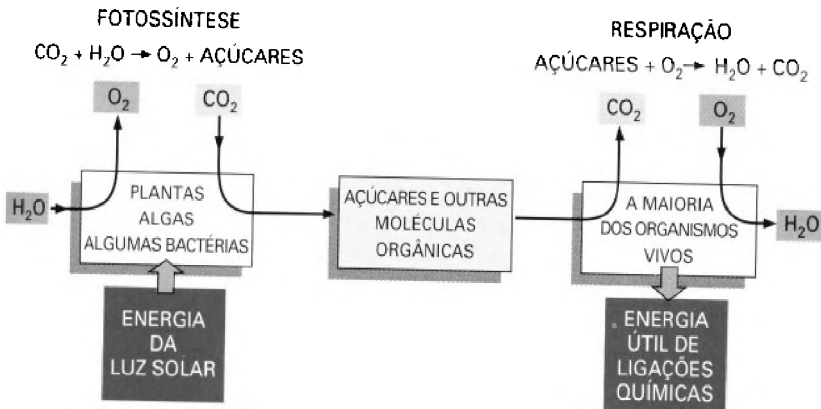 FOTOSSÍNTESE
CO₂ + H₂O → O₂ + AÇÚCARES
RESPIRAÇÃO
AÇÚCARES + O₂ → H₂O + CO₂
O₂
CO₂
CO₂
O₂
H₂O
PLANTAS
ALGAS
ALGUMAS BACTÉRIAS
AÇÚCARES E OUTRAS
MOLÉCULAS
ORGÂNICAS
A MAIORIA
DOS ORGANISMOS
VIVOS
H₂O
ENERGIA
DA
LUZ SOLAR
ENERGIA
ÚTIL DE
LIGAÇÕES
QUÍMICAS